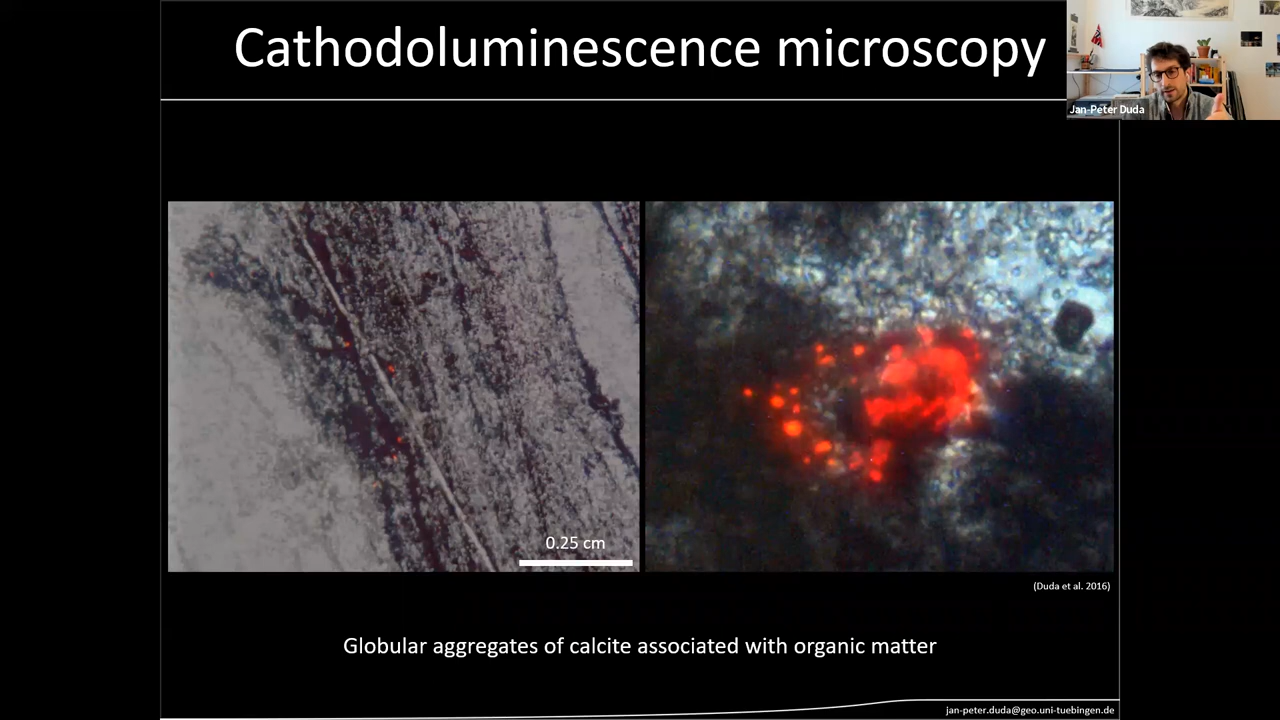 Cathodoluminescence microscopy
Jan-Peter Duda
0.25 cm
(Duda et al. 2016)
Globular aggregates of calcite associated with organic matter
jan-peter.duda@geo.uni-tuebingen.de